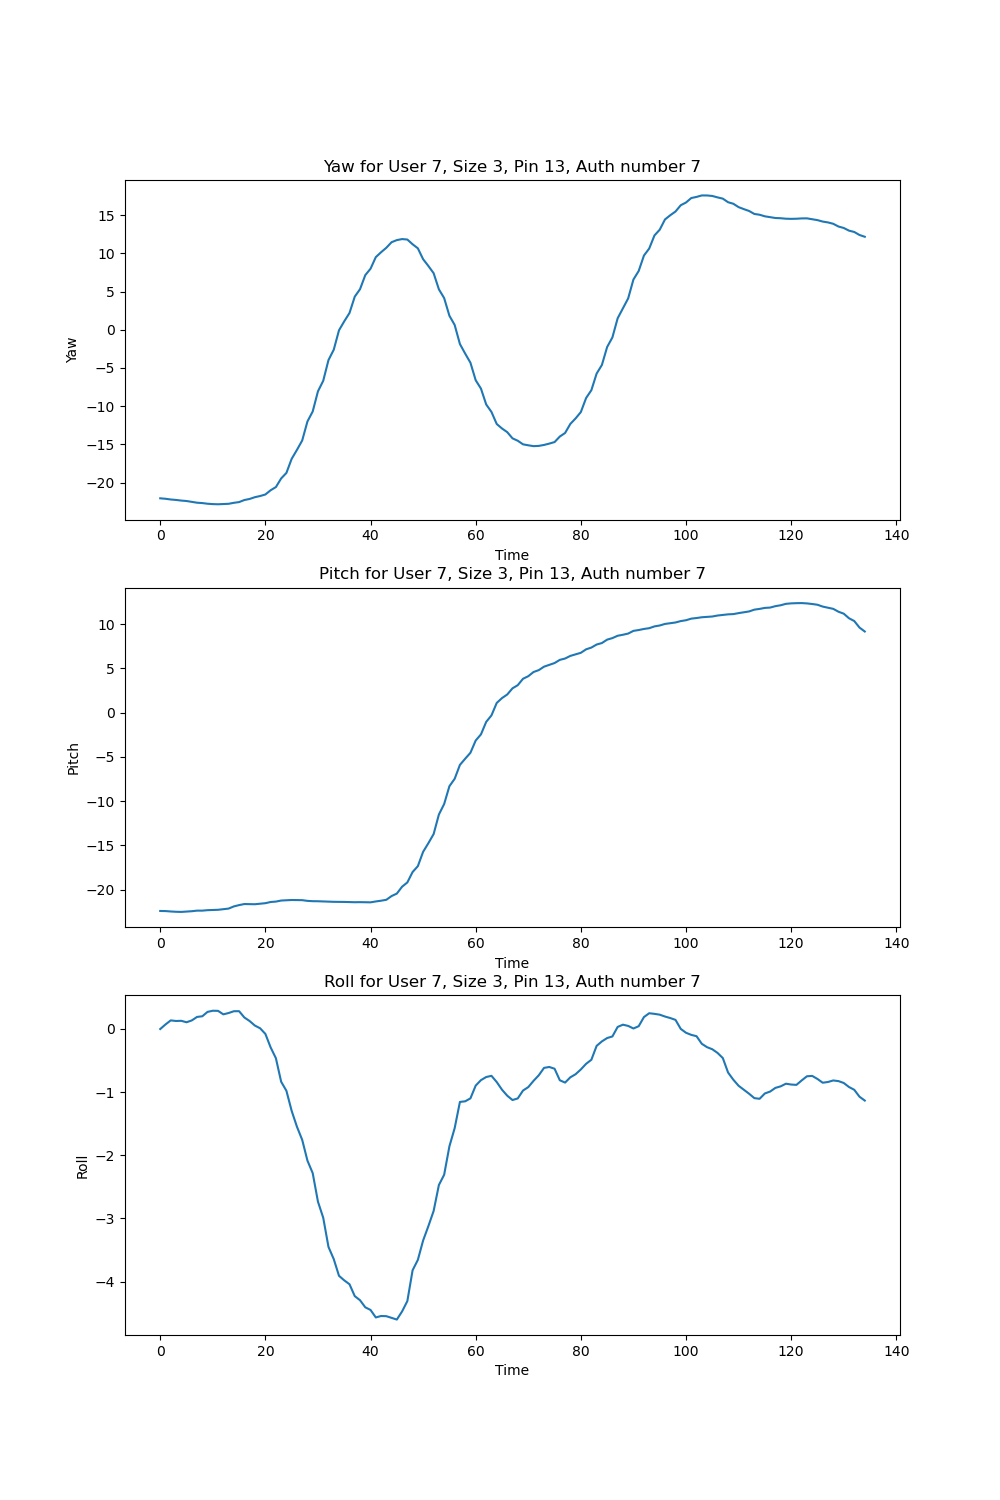 Yaw for User 7, Size 3, Pin 13, Auth number 7
15
10
5
0
−5
−10
−15
−20
Yaw
0 20 40 60 80 100 120 140
Time
Pitch for User 7, Size 3, Pin 13, Auth number 7
10
5
0
−5
−10
−15
−20
Pitch
0 20 40 60 80 100 120 140
Time
Roll for User 7, Size 3, Pin 13, Auth number 7
0
−1
−2
−3
−4
Roll
0 20 40 60 80 100 120 140
Time